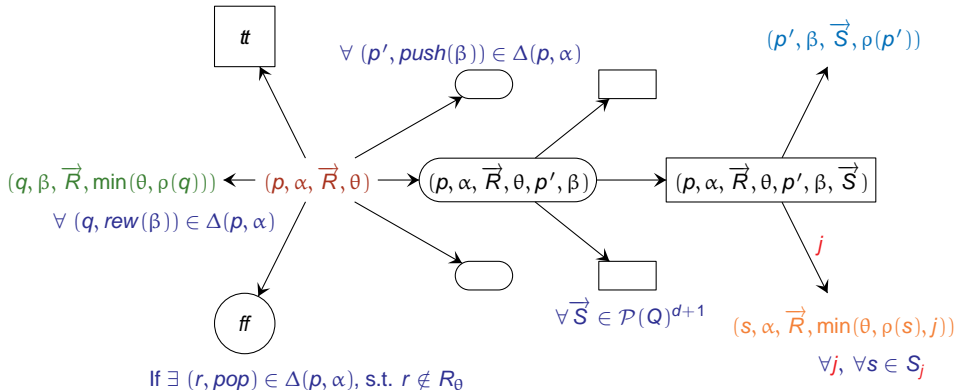 tt
∀ (p′, push(β)) ∈ Δ(p, α)
(p′, β, S⃗, ρ(p′))
(q, β, R⃗, min(θ, ρ(q)))
(p, α, R⃗, θ)
(p, α, R⃗, θ, p′, β)
(p, α, R⃗, θ, p′, β, S⃗)
∀ (q, rew(β)) ∈ Δ(p, α)
j
ff
∀S⃗ ∈ 𝒫(Q)^{d+1}
(s, α, R⃗, min(θ, ρ(s), j))
∀j, ∀s ∈ S_j
If ∃ (r, pop) ∈ Δ(p, α), s.t. r ∉ R_θ